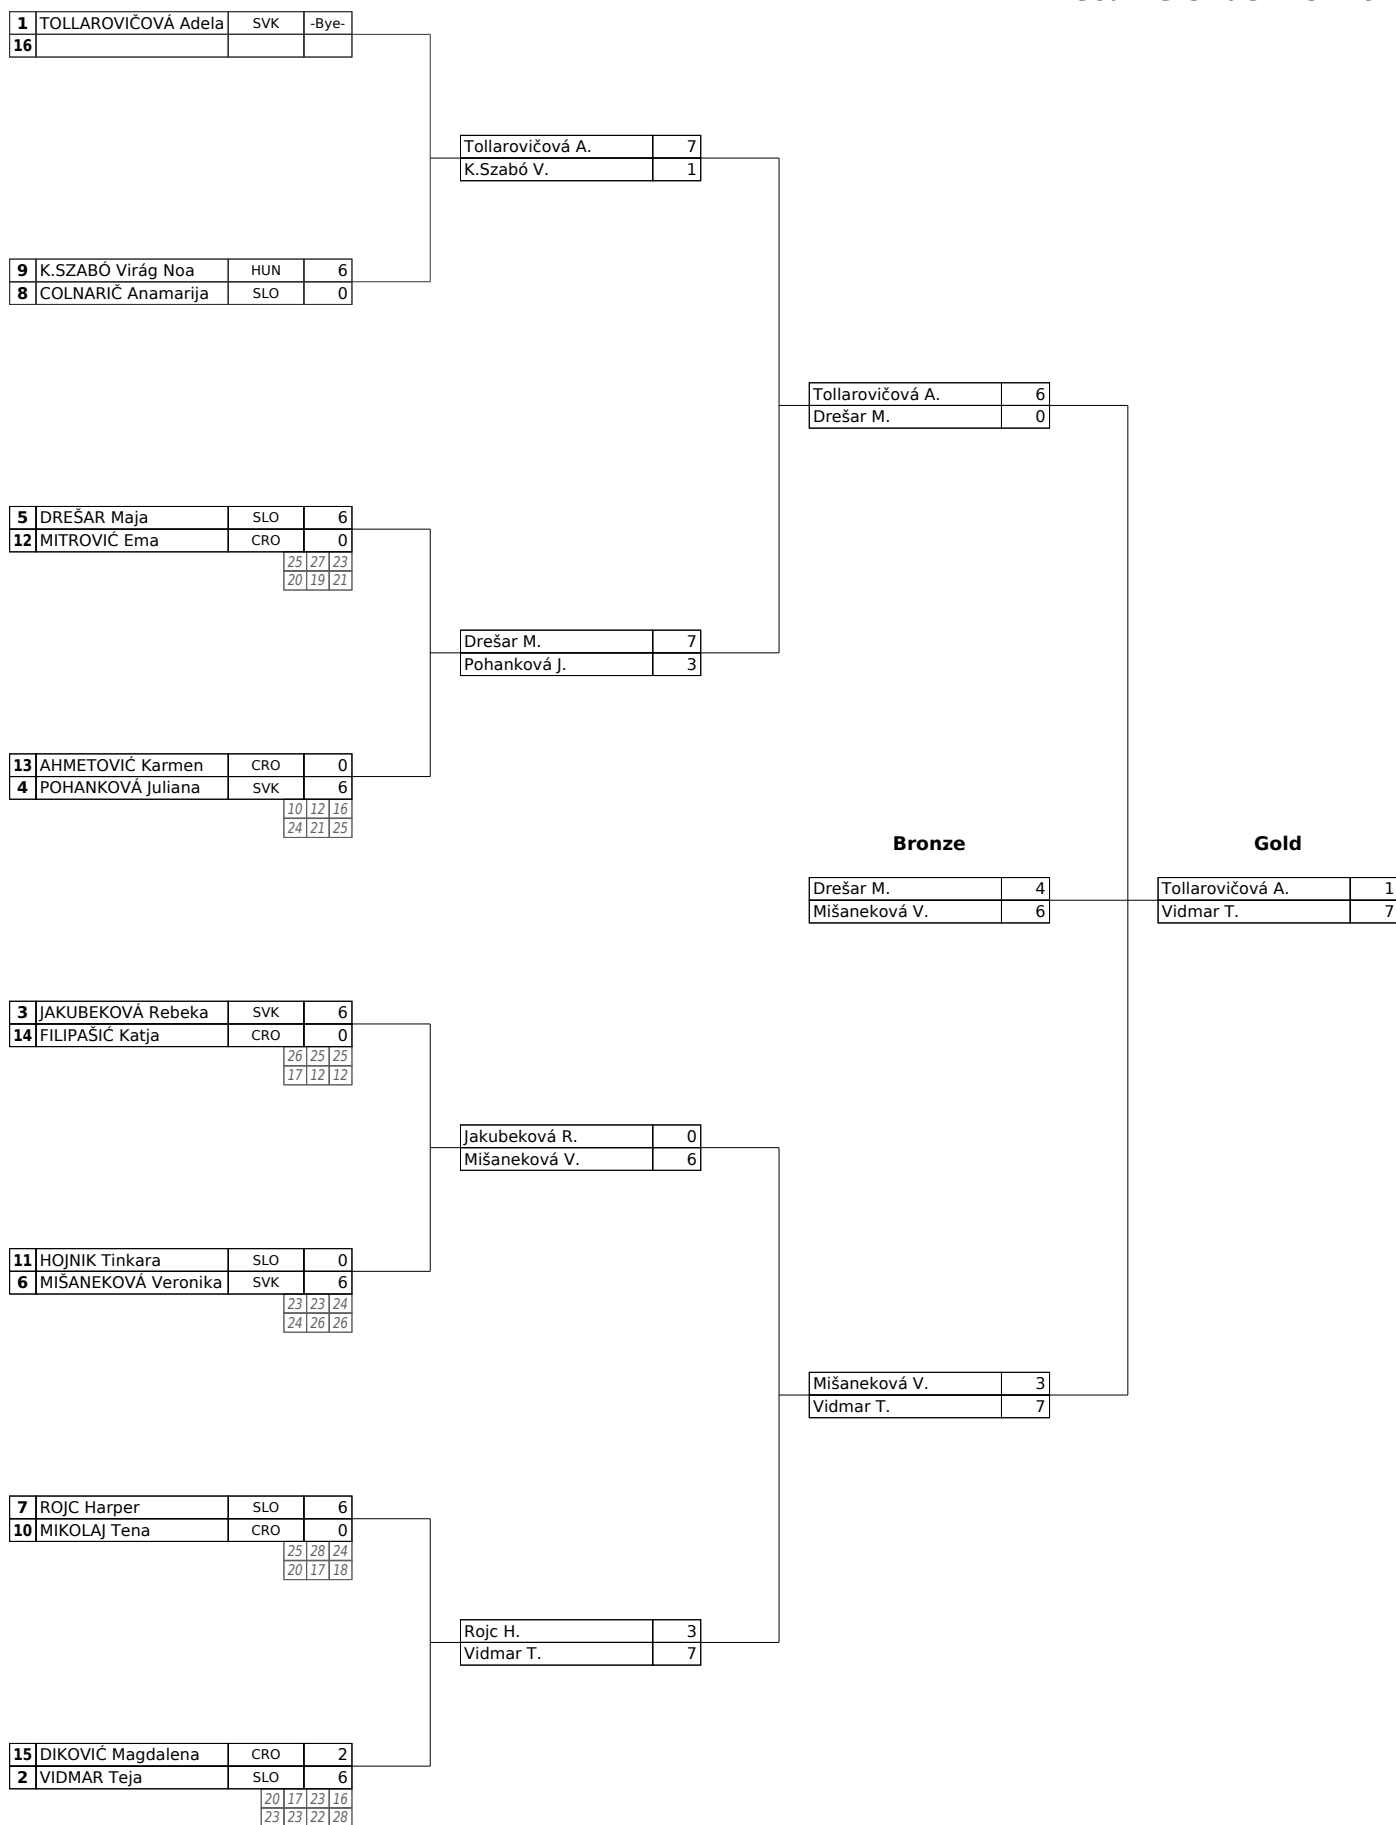 1 TOLLAROVIČOVÁ Adela SVK -Bye-
16
Tollarovičová A. 7
K.Szabó V. 1
9 K.SZABÓ Virág Noa HUN 6
8 COLNARIČ Anamarija SLO 0
Tollarovičová A. 6
Drešar M. 0
5 DREŠAR Maja SLO 6
12 MITROVIĆ Ema CRO 0
25 27 23
20 19 21
Drešar M. 7
Pohanková J. 3
13 AHMETOVIĆ Karmen CRO 0
4 POHANKOVÁ Juliana SVK 6
10 12 16
24 21 25
Bronze Gold
Drešar M. 4 Tollarovičová A. 1
Mišaneková V. 6 Vidmar T. 7
3 JAKUBEKOVÁ Rebeka SVK 6
14 FILIPAŠIĆ Katja CRO 0
26 25 25
17 12 12
Jakubeková R. 0
Mišaneková V. 6
11 HOJNIK Tinkara SLO 0
6 MIŠANEKOVÁ Veronika SVK 6
23 23 24
24 26 26
Mišaneková V. 3
Vidmar T. 7
7 ROJC Harper SLO 6
10 MIKOLAJ Tena CRO 0
25 28 24
20 17 18
Rojc H. 3
Vidmar T. 7
15 DIKOVIĆ Magdalena CRO 2
2 VIDMAR Teja SLO 6
20 17 23 16
23 23 22 28